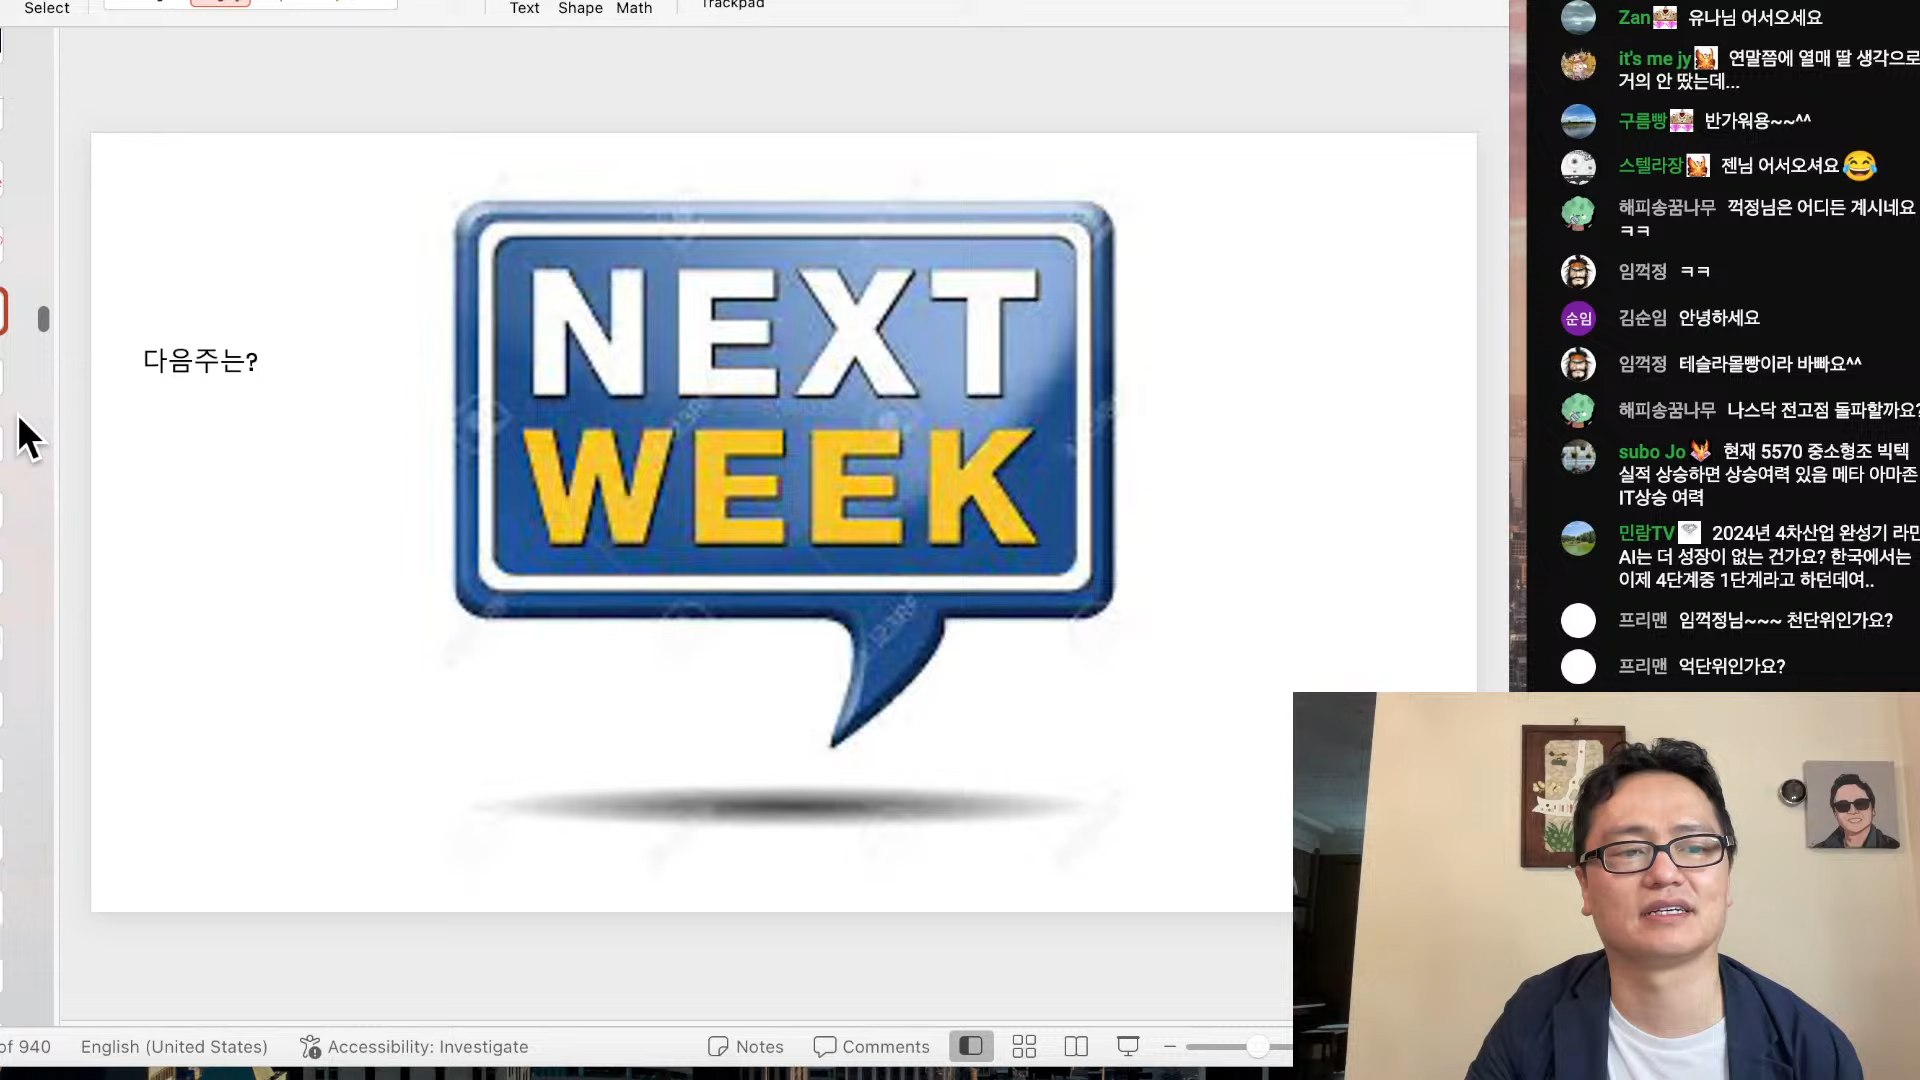 Select
Text
Shape
Math
Trackpad
다음주는?
NEXT
WEEK
of 940
English (United States)
Accessibility: Investigate
Notes
Comments
Zan 유나님 어서오세요
it's me jy 연말쯤에 열매 딸 생각으로
거의 안 땄는데...
구름빵 반가워용~~^^
스텔라장 젠님 어서오셔요😂
해피송꿈나무 꺽정님은 어디든 계시네요
ㅋㅋ
임꺽정 ㅋㅋ
순임
김순임 안녕하세요
임꺽정 테슬라몰빵이라 바빠요^^
해피송꿈나무 나스닥 전고점 돌파할까요?
subo Jo 현재 5570 중소형조 빅텍
실적 상승하면 상승여력 있음 메타 아마존
IT상승 여력
민람TV 2024년 4차산업 완성기 라면
AI는 더 성장이 없는 건가요? 한국에서는
이제 4단계중 1단계라고 하던데여..
프리맨 임꺽정님~~~ 천단위인가요?
프리맨 억단위인가요?